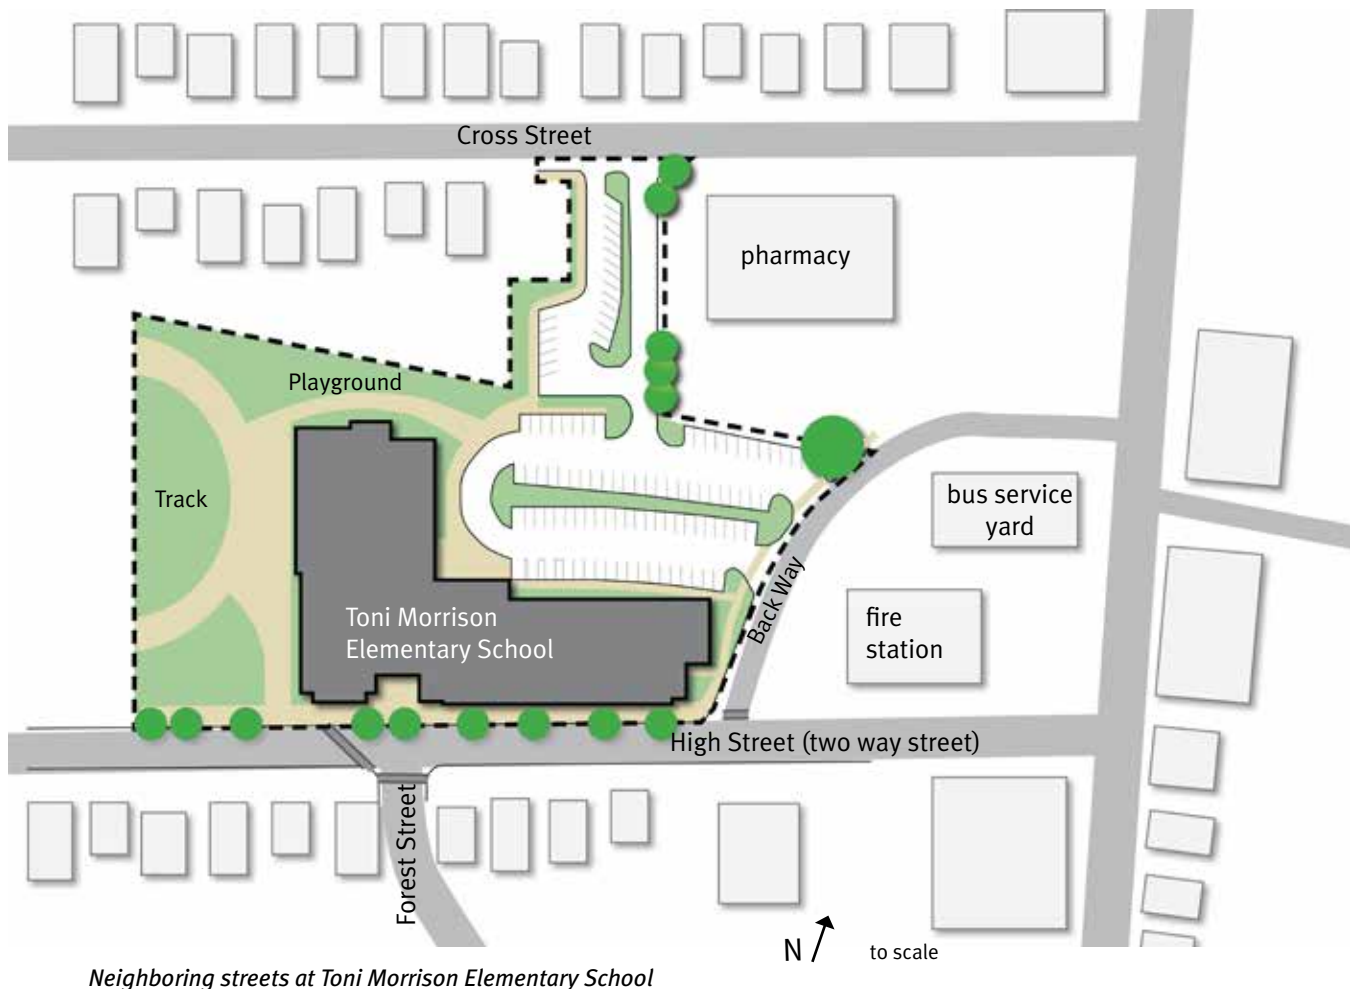 Cross Street
pharmacy
Playground
Track
bus service
yard
Toni Morrison
Elementary School
Back Way
fire
station
High Street (two way street)
Forest Street
N
to scale
Neighboring streets at Toni Morrison Elementary School